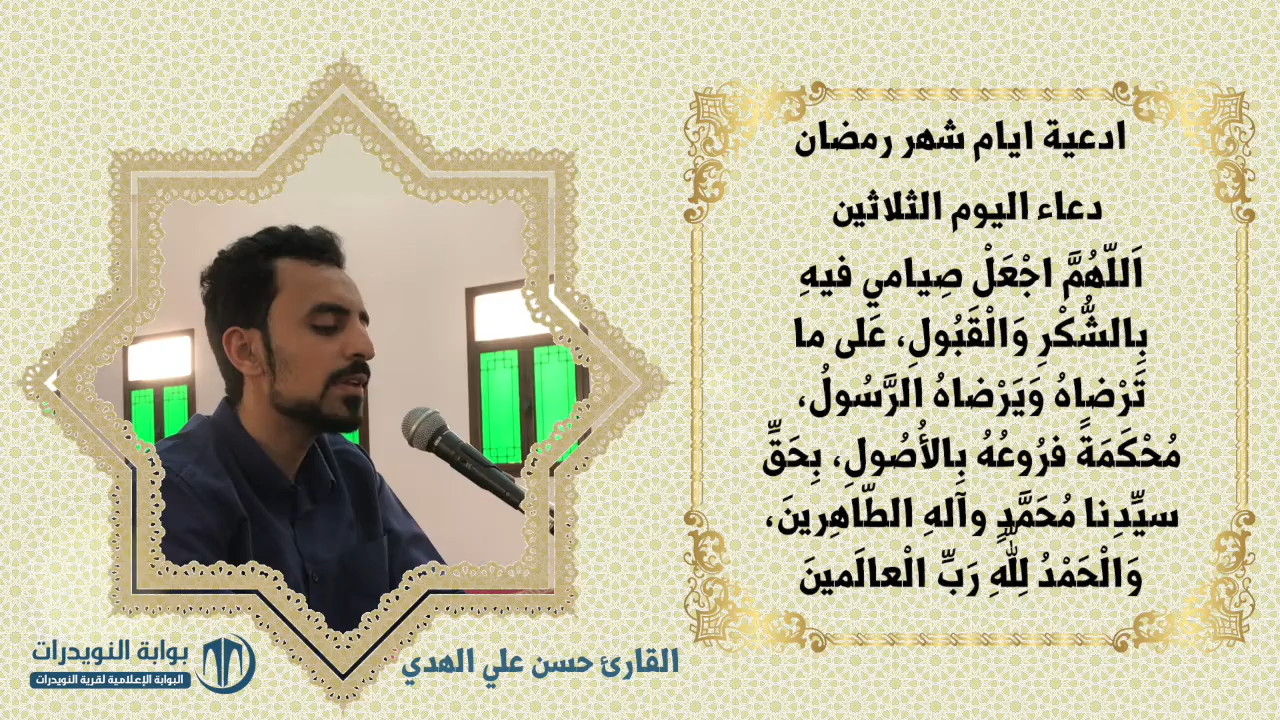 ادعية ايام شهر رمضان
دعاء اليوم الثلاثين
اَللّهُمَّ اجْعَلْ صِيامي فيهِ
بِالشُّكْرِ وَالْقَبُولِ، عَلى ما
تَرْضاهُ وَيَرْضاهُ الرَّسُولُ،
مُحْكَمَةً فرُوعُهُ بِالأُصُولِ، بِحَقِّ
سيِّدِنا مُحَمَّدٍ وآلهِ الطّاهِرينَ،
وَالْحَمْدُ لِلّٰهِ رَبِّ الْعالَمينَ
القارئ حسن علي الهدي
بوابة النويدرات
البوابة الإعلامية لقرية النويدرات